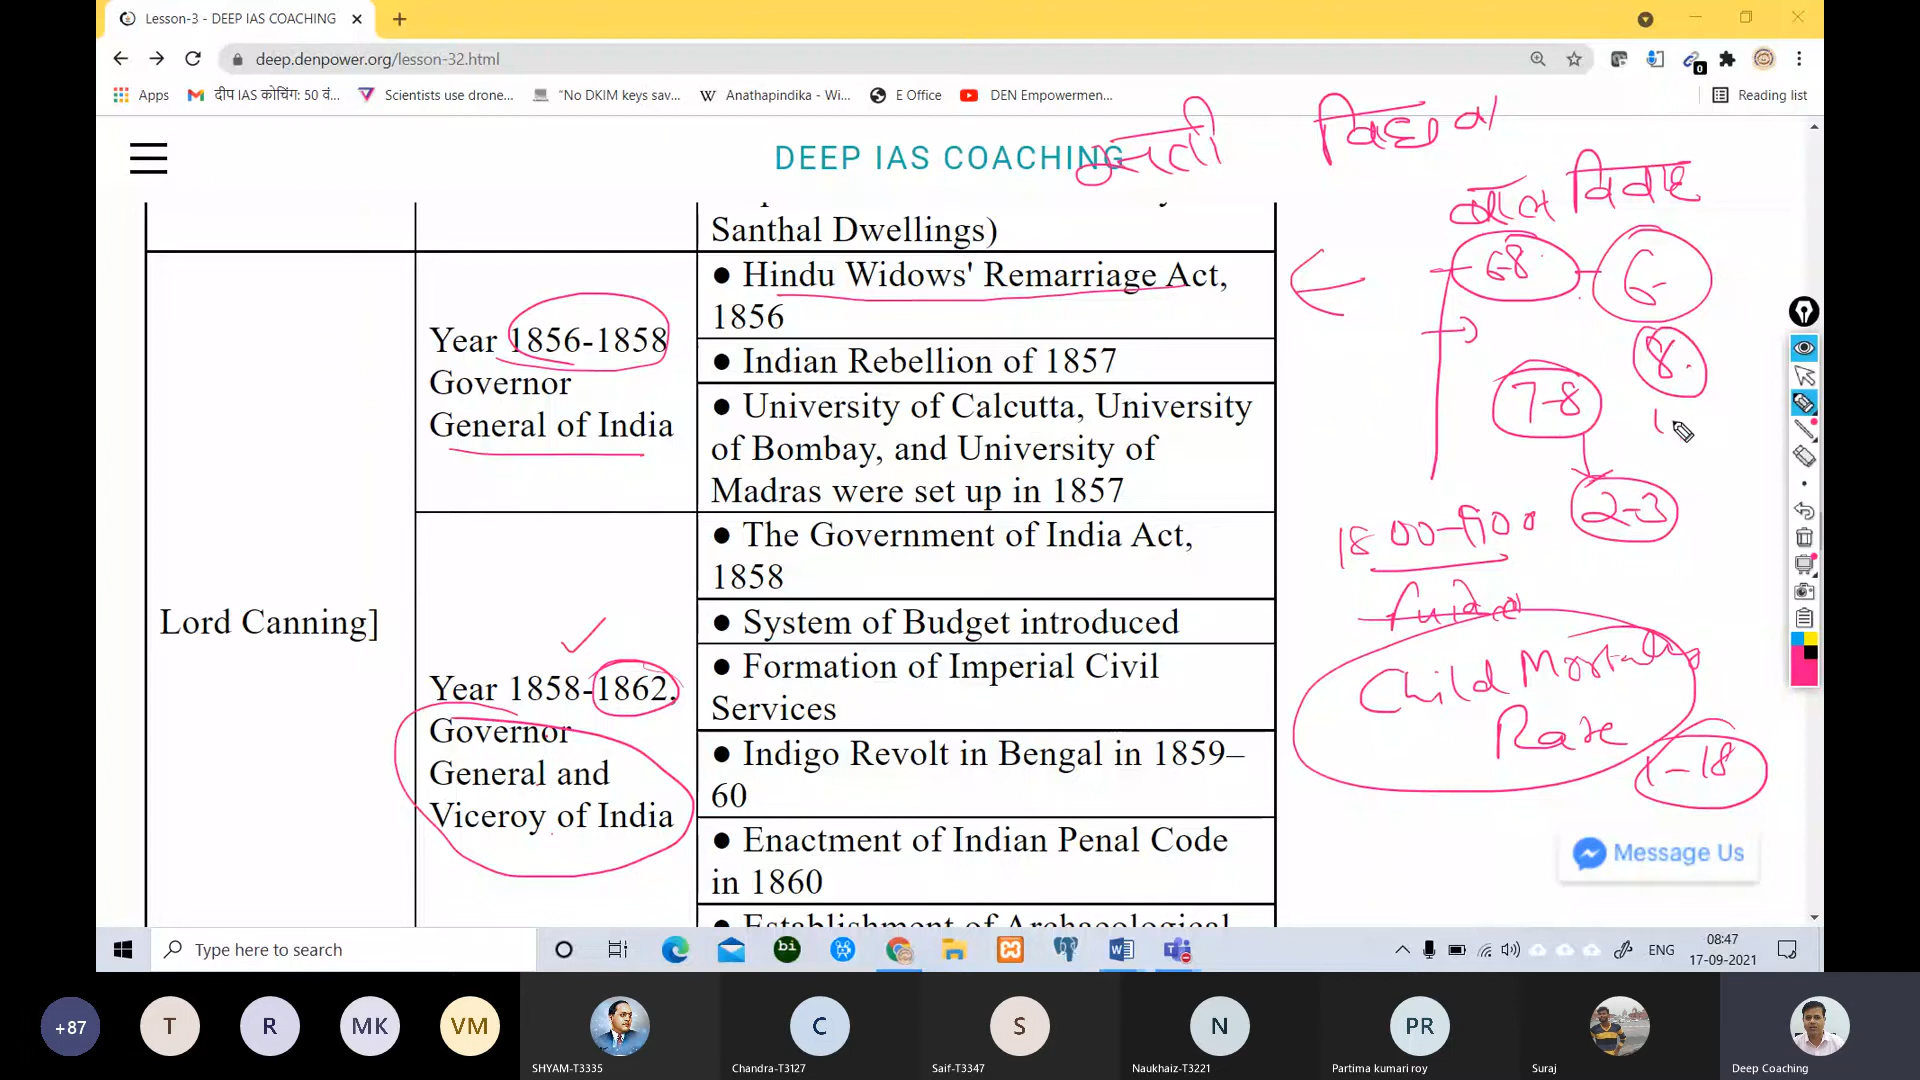 Lesson-3 - DEEP IAS COACHING
deep.denpower.org/lesson-32.html
0
Apps
दीप IAS कोचिंग: 50 वं...
Scientists use drone...
"No DKIM keys sav...
Anathapindika - Wi...
E Office
DEN Empowermen...
Reading list
DEEP IAS COACHING
विवाह
6-8
6-
8.
7-8
2-3
1800-1900
Child Mortality
Rate
1-18
Santhal Dwellings)
Lord Canning]
Year 1856-1858
Governor
General of India
● Hindu Widows' Remarriage Act,
1856
● Indian Rebellion of 1857
● University of Calcutta, University
of Bombay, and University of
Madras were set up in 1857
Year 1858-1862,
Governor
General and
Viceroy of India
● The Government of India Act,
1858
● System of Budget introduced
● Formation of Imperial Civil
Services
● Indigo Revolt in Bengal in 1859–
60
● Enactment of Indian Penal Code
in 1860
● Establishment of Archaeological
Message Us
Type here to search
bi
ENG
08:47
17-09-2021
+87
T
R
MK
VM
C
S
N
PR
SHYAM-T3335
Chandra-T3127
Saif-T3347
Naukhaiz-T3221
Partima kumari roy
Suraj
Deep Coaching